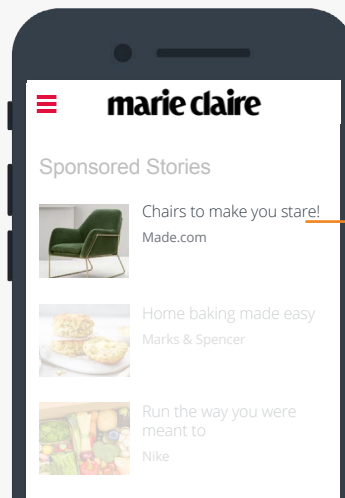 marie claire
Sponsored Stories
Chairs to make you stare!
Made.com
Home baking made easy
Marks & Spencer
Run the way you were
meant to
Nike